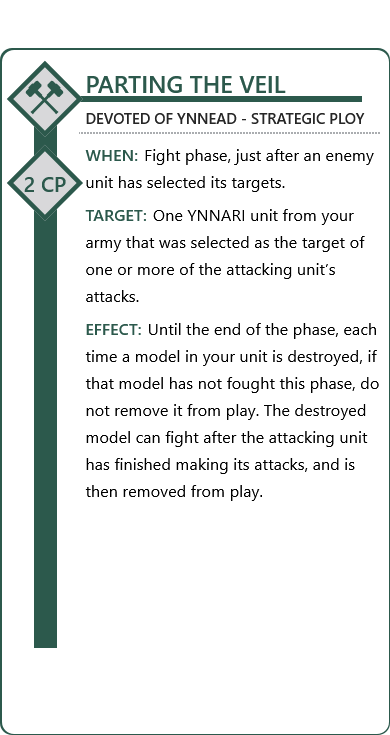 PARTING THE VEIL
DEVOTED OF YNNEAD - STRATEGIC PLOY
2 CP
WHEN: Fight phase, just after an enemy
unit has selected its targets.
TARGET: One YNNARI unit from your
army that was selected as the target of
one or more of the attacking unit’s
attacks.
EFFECT: Until the end of the phase, each
time a model in your unit is destroyed, if
that model has not fought this phase, do
not remove it from play. The destroyed
model can fight after the attacking unit
has finished making its attacks, and is
then removed from play.